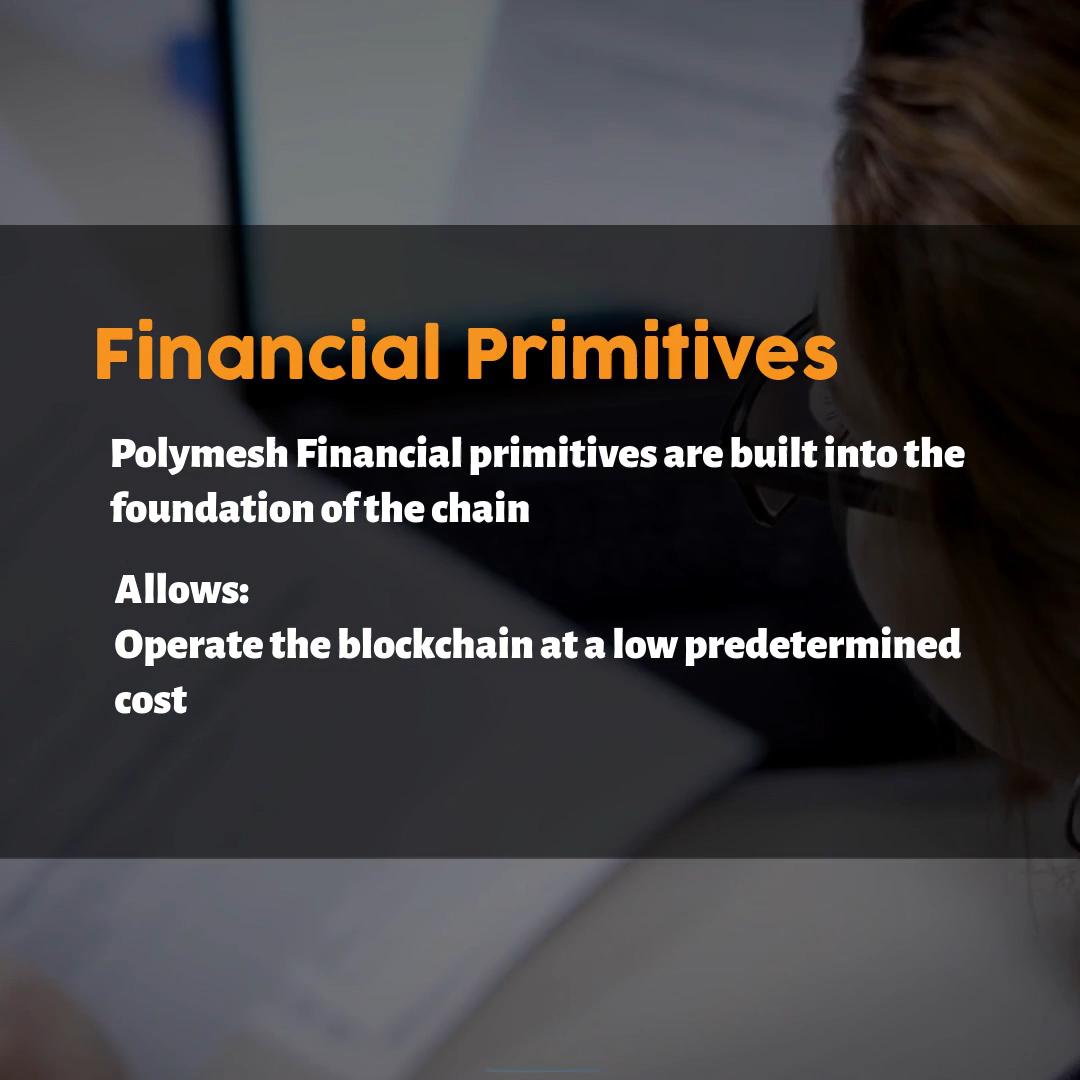 Financial Primitives
Polymesh Financial primitives are built into the
foundation of the chain
Allows:
Operate the blockchain at a low predetermined
cost